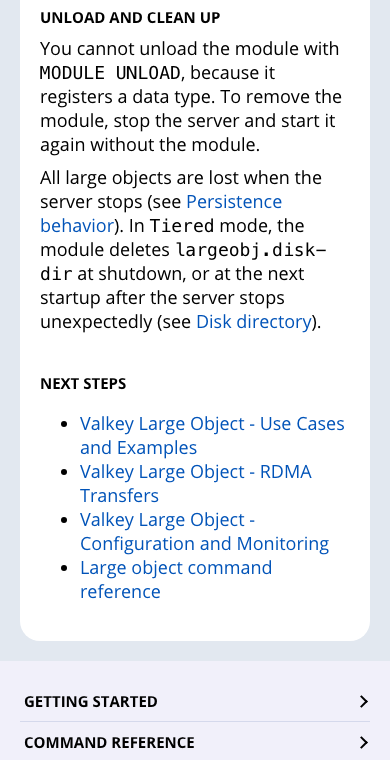 UNLOAD AND CLEAN UP
You cannot unload the module with
MODULE UNLOAD, because it
registers a data type. To remove the
module, stop the server and start it
again without the module.
All large objects are lost when the
server stops (see Persistence
behavior). In Tiered mode, the
module deletes largeobj.disk-
dir at shutdown, or at the next
startup after the server stops
unexpectedly (see Disk directory).
NEXT STEPS
Valkey Large Object - Use Cases
and Examples
Valkey Large Object - RDMA
Transfers
Valkey Large Object -
Configuration and Monitoring
Large object command
reference
GETTING STARTED
COMMAND REFERENCE